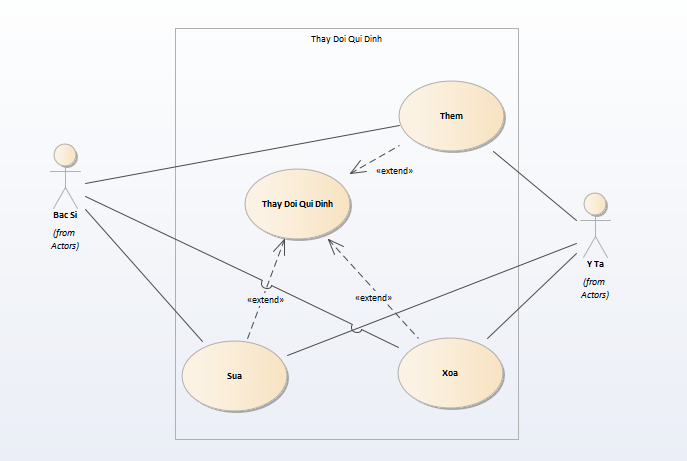 Thay Doi Qui Dinh
Them
«extend»
Thay Doi Qui Dinh
Bac Si
(from
Actors)
Y Ta
(from
Actors)
«extend»
«extend»
Sua
Xoa